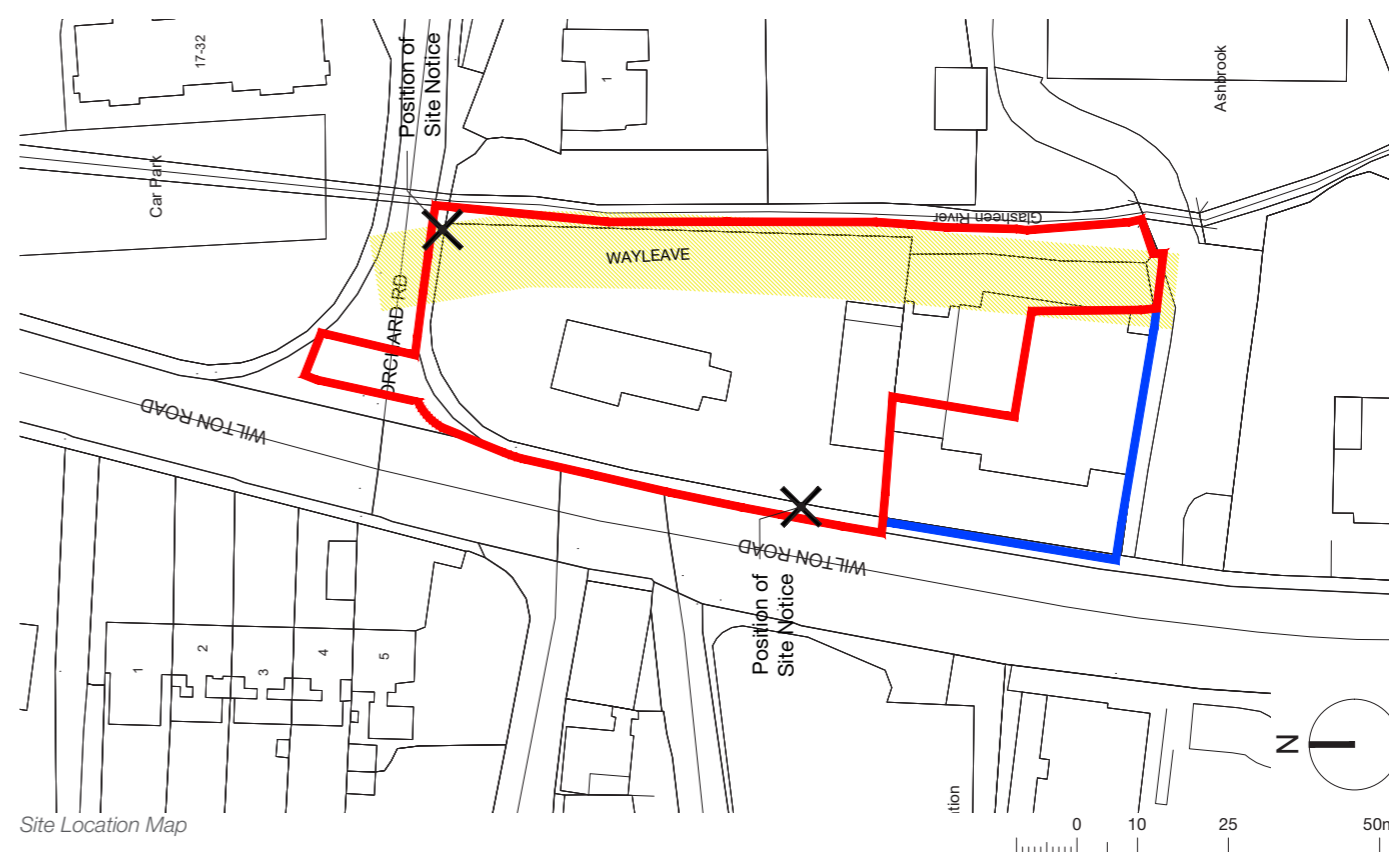 17-32
Position of
Site Notice
1
Ashbrook
Car Park
Glasheen River
WAYLEAVE
ORCHARD RD
WILTON ROAD
WILTON ROAD
Position of
Site Notice
1
2
3
4
5
N
Site Location Map
0 10 25 50m